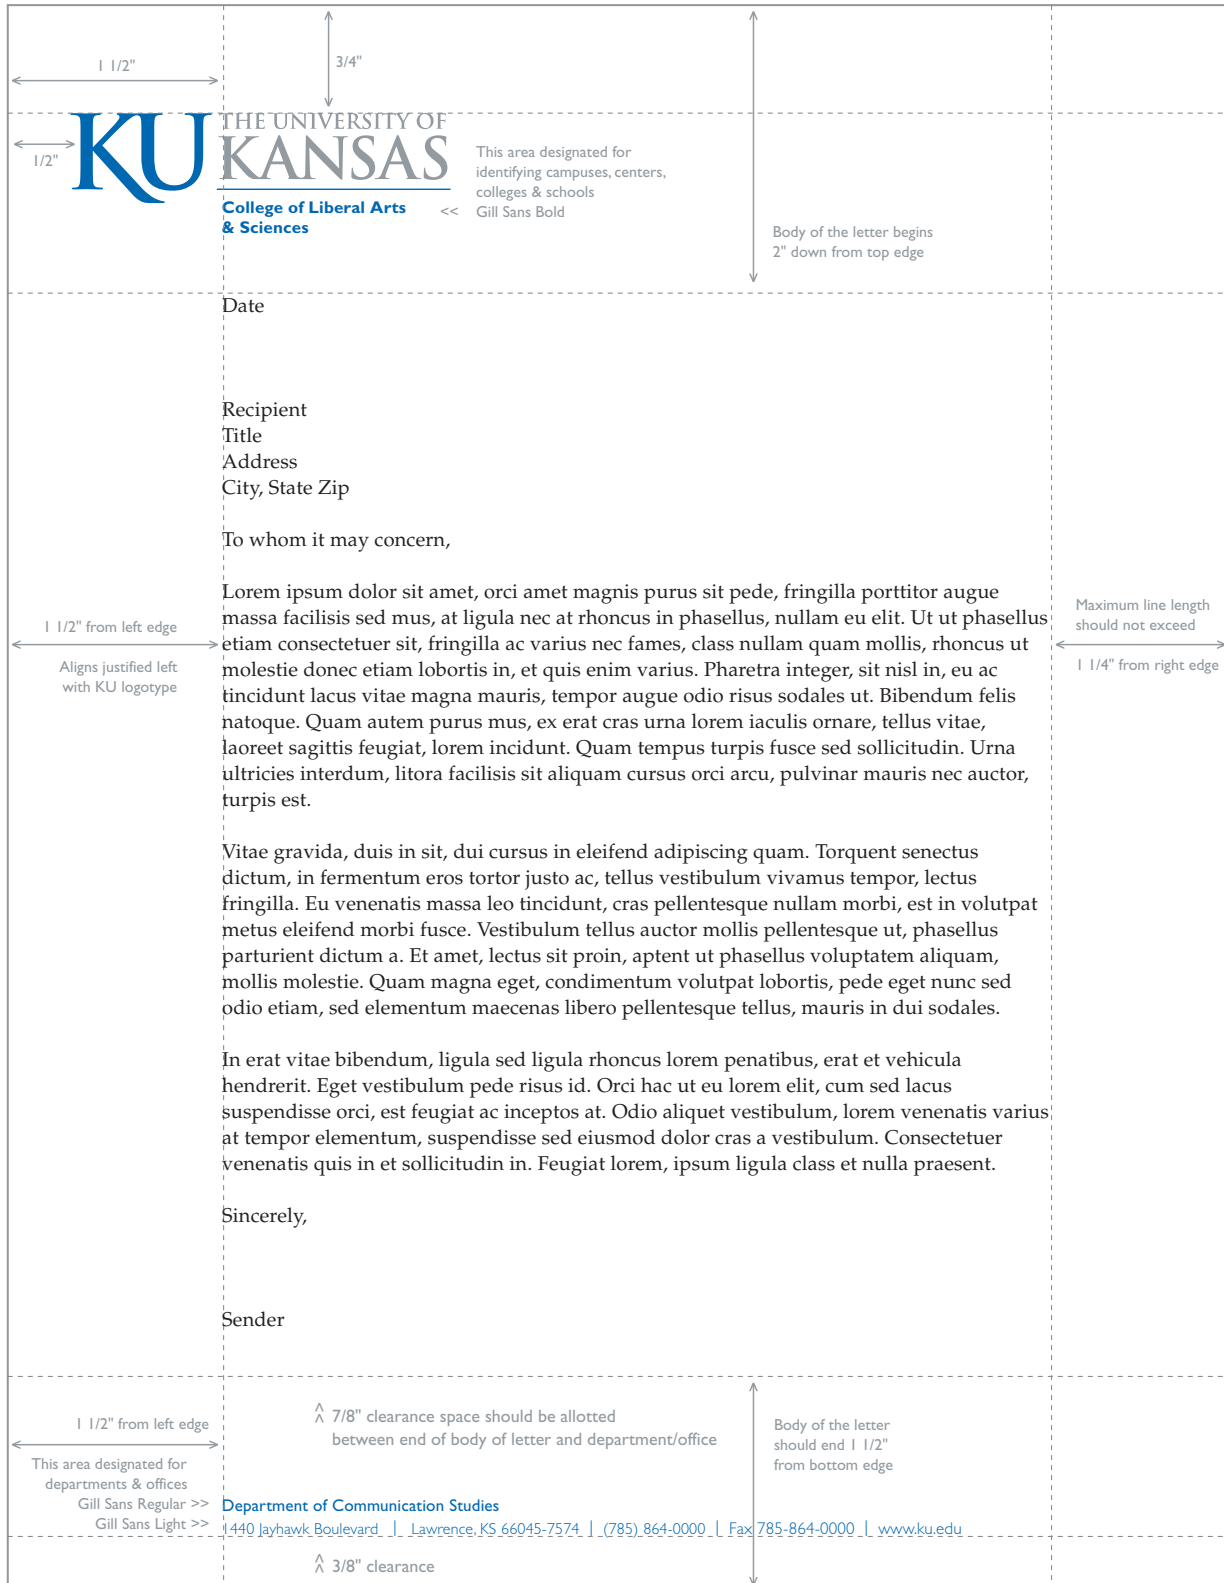 1 1/2"
3/4"
1/2"
KU THE UNIVERSITY OF
KANSAS
College of Liberal Arts
& Sciences
<<
This area designated for
identifying campuses, centers,
colleges & schools
Gill Sans Bold
Body of the letter begins
2" down from top edge
Date
Recipient
Title
Address
City, State Zip
To whom it may concern,
Lorem ipsum dolor sit amet, orci amet magnis purus sit pede, fringilla porttitor augue
massa facilisis sed mus, at ligula nec at rhoncus in phasellus, nullam eu elit. Ut ut phasellus
etiam consectetuer sit, fringilla ac varius nec fames, class nullam quam mollis, rhoncus ut
molestie donec etiam lobortis in, et quis enim varius. Pharetra integer, sit nisl in, eu ac
tincidunt lacus vitae magna mauris, tempor augue odio risus sodales ut. Bibendum felis
natoque. Quam autem purus mus, ex erat cras urna lorem iaculis ornare, tellus vitae,
laoreet sagittis feugiat, lorem incidunt. Quam tempus turpis fusce sed sollicitudin. Urna
ultricies interdum, litora facilisis sit aliquam cursus orci arcu, pulvinar mauris nec auctor,
turpis est.
1 1/2" from left edge
Aligns justified left
with KU logotype
Maximum line length
should not exceed
1 1/4" from right edge
Vitae gravida, duis in sit, dui cursus in eleifend adipiscing quam. Torquent senectus
dictum, in fermentum eros tortor justo ac, tellus vestibulum vivamus tempor, lectus
fringilla. Eu venenatis massa leo tincidunt, cras pellentesque nullam morbi, est in volutpat
metus eleifend morbi fusce. Vestibulum tellus auctor mollis pellentesque ut, phasellus
parturient dictum a. Et amet, lectus sit proin, aptent ut phasellus voluptatem aliquam,
mollis molestie. Quam magna eget, condimentum volutpat lobortis, pede eget nunc sed
odio etiam, sed elementum maecenas libero pellentesque tellus, mauris in dui sodales.
In erat vitae bibendum, ligula sed ligula rhoncus lorem penatibus, erat et vehicula
hendrerit. Eget vestibulum pede risus id. Orci hac ut eu lorem elit, cum sed lacus
suspendisse orci, est feugiat ac inceptos at. Odio aliquet vestibulum, lorem venenatis varius
at tempor elementum, suspendisse sed eiusmod dolor cras a vestibulum. Consectetuer
venenatis quis in et sollicitudin in. Feugiat lorem, ipsum ligula class et nulla praesent.
Sincerely,
Sender
1 1/2" from left edge
This area designated for
departments & offices
Gill Sans Regular >>
Gill Sans Light >>
7/8" clearance space should be allotted
between end of body of letter and department/office
Body of the letter
should end 1 1/2"
from bottom edge
Department of Communication Studies
1440 Jayhawk Boulevard | Lawrence, KS 66045-7574 | (785) 864-0000 | Fax 785-864-0000 | www.ku.edu
3/8" clearance